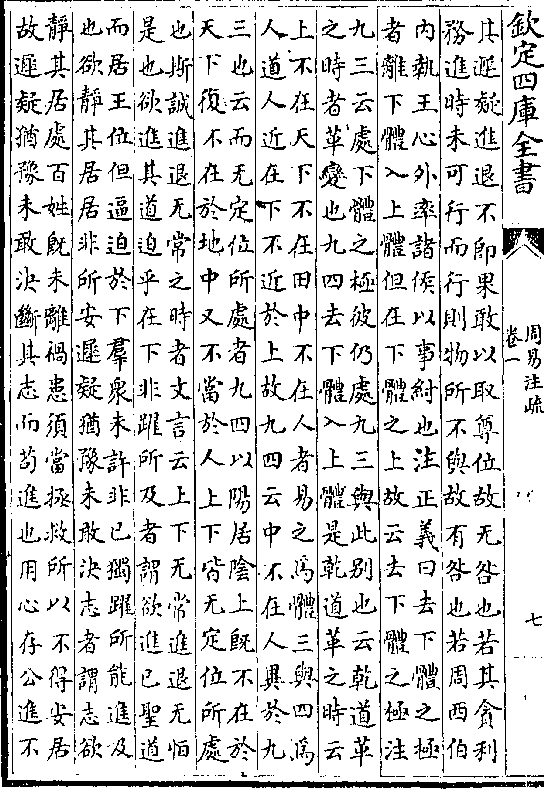 欽定四庫全書
周易注疏
卷一
七
其遲疑進退不即果敢以取尊位故无咎也若其貪利
務進時未可行而行則物所不與故有咎也若周西伯
內執王心外率諸侯以事紂也注正義曰去下體之極
者離下體入上體但在下體之上故云去下體之極注
九三云處下體之極彼仍處九三與此別也云乾道革
之時者革變也九四去下體入上體是乾道革之時云
上不在天下不在田中不在人者易之為體三與四為
人道人近在下不近於上故九四云中不在人異於九
三也云而无定位所處者九四以陽居陰上既不在於
天下復不在於地中又不當於人上下皆无定位所處
也斯誠進退无常之時者文言云上下无常進退无恒
是也欲進其道迫乎在下非躍所及者謂欲進已聖道
而居王位但逼迫於下羣衆未許非已獨躍所能進及
也欲靜其居居非所安遲疑猶豫未敢決志者謂志欲
靜其居處百姓既未離禍患須當拯救所以不得安居
故遲疑猶豫未敢決斷其志而苟進也用心存公進不